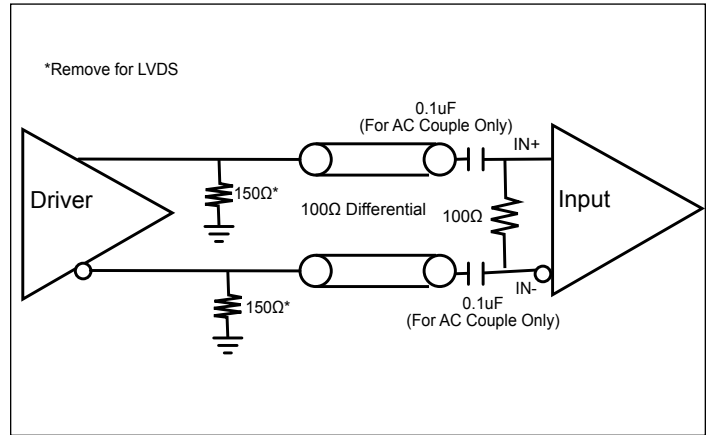 *Remove for LVDS
0.1uF
(For AC Couple Only)
IN+
Driver
150Ω*
100Ω Differential
100Ω
Input
150Ω*
IN-
0.1uF
(For AC Couple Only)